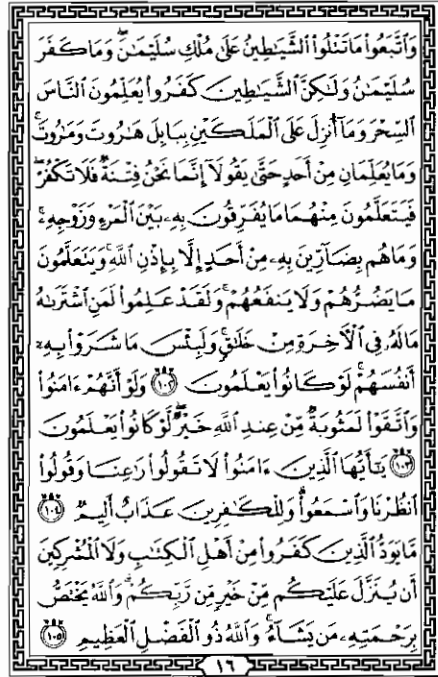 وَٱتَّبَعُوا۟ مَا تَتْلُوا۟ ٱلشَّيَٰطِينُ عَلَىٰ مُلْكِ سُلَيْمَٰنَ ۖ وَمَا كَفَرَ
سُلَيْمَٰنُ وَلَٰكِنَّ ٱلشَّيَٰطِينَ كَفَرُوا۟ يُعَلِّمُونَ ٱلنَّاسَ
ٱلسِّحْرَ وَمَآ أُنزِلَ عَلَى ٱلْمَلَكَيْنِ بِبَابِلَ هَٰرُوتَ وَمَٰرُوتَ ۚ
وَمَا يُعَلِّمَانِ مِنْ أَحَدٍ حَتَّىٰ يَقُولَآ إِنَّمَا نَحْنُ فِتْنَةٌ فَلَا تَكْفُرْ ۖ
فَيَتَعَلَّمُونَ مِنْهُمَا مَا يُفَرِّقُونَ بِهِۦ بَيْنَ ٱلْمَرْءِ وَزَوْجِهِۦ ۚ
وَمَا هُم بِضَآرِّينَ بِهِۦ مِنْ أَحَدٍ إِلَّا بِإِذْنِ ٱللَّهِ ۚ وَيَتَعَلَّمُونَ
مَا يَضُرُّهُمْ وَلَا يَنفَعُهُمْ ۚ وَلَقَدْ عَلِمُوا۟ لَمَنِ ٱشْتَرَىٰهُ
مَا لَهُۥ فِى ٱلْءَاخِرَةِ مِنْ خَلَٰقٍ ۚ وَلَبِئْسَ مَا شَرَوْا۟ بِهِۦٓ
أَنفُسَهُمْ ۚ لَوْ كَانُوا۟ يَعْلَمُونَ ١٠٢ وَلَوْ أَنَّهُمْ ءَامَنُوا۟
وَٱتَّقَوْا۟ لَمَثُوبَةٌ مِّنْ عِندِ ٱللَّهِ خَيْرٌ ۖ لَّوْ كَانُوا۟ يَعْلَمُونَ
١٠٣ يَٰٓأَيُّهَا ٱلَّذِينَ ءَامَنُوا۟ لَا تَقُولُوا۟ رَٰعِنَا وَقُولُوا۟
ٱنظُرْنَا وَٱسْمَعُوا۟ ۗ وَلِلْكَٰفِرِينَ عَذَابٌ أَلِيمٌ ١٠٤
مَّا يَوَدُّ ٱلَّذِينَ كَفَرُوا۟ مِنْ أَهْلِ ٱلْكِتَٰبِ وَلَا ٱلْمُشْرِكِينَ
أَن يُنَزَّلَ عَلَيْكُم مِّنْ خَيْرٍ مِّن رَّبِّكُمْ ۗ وَٱللَّهُ يَخْتَصُّ
بِرَحْمَتِهِۦ مَن يَشَآءُ ۚ وَٱللَّهُ ذُو ٱلْفَضْلِ ٱلْعَظِيمِ ١٠٥
١٦